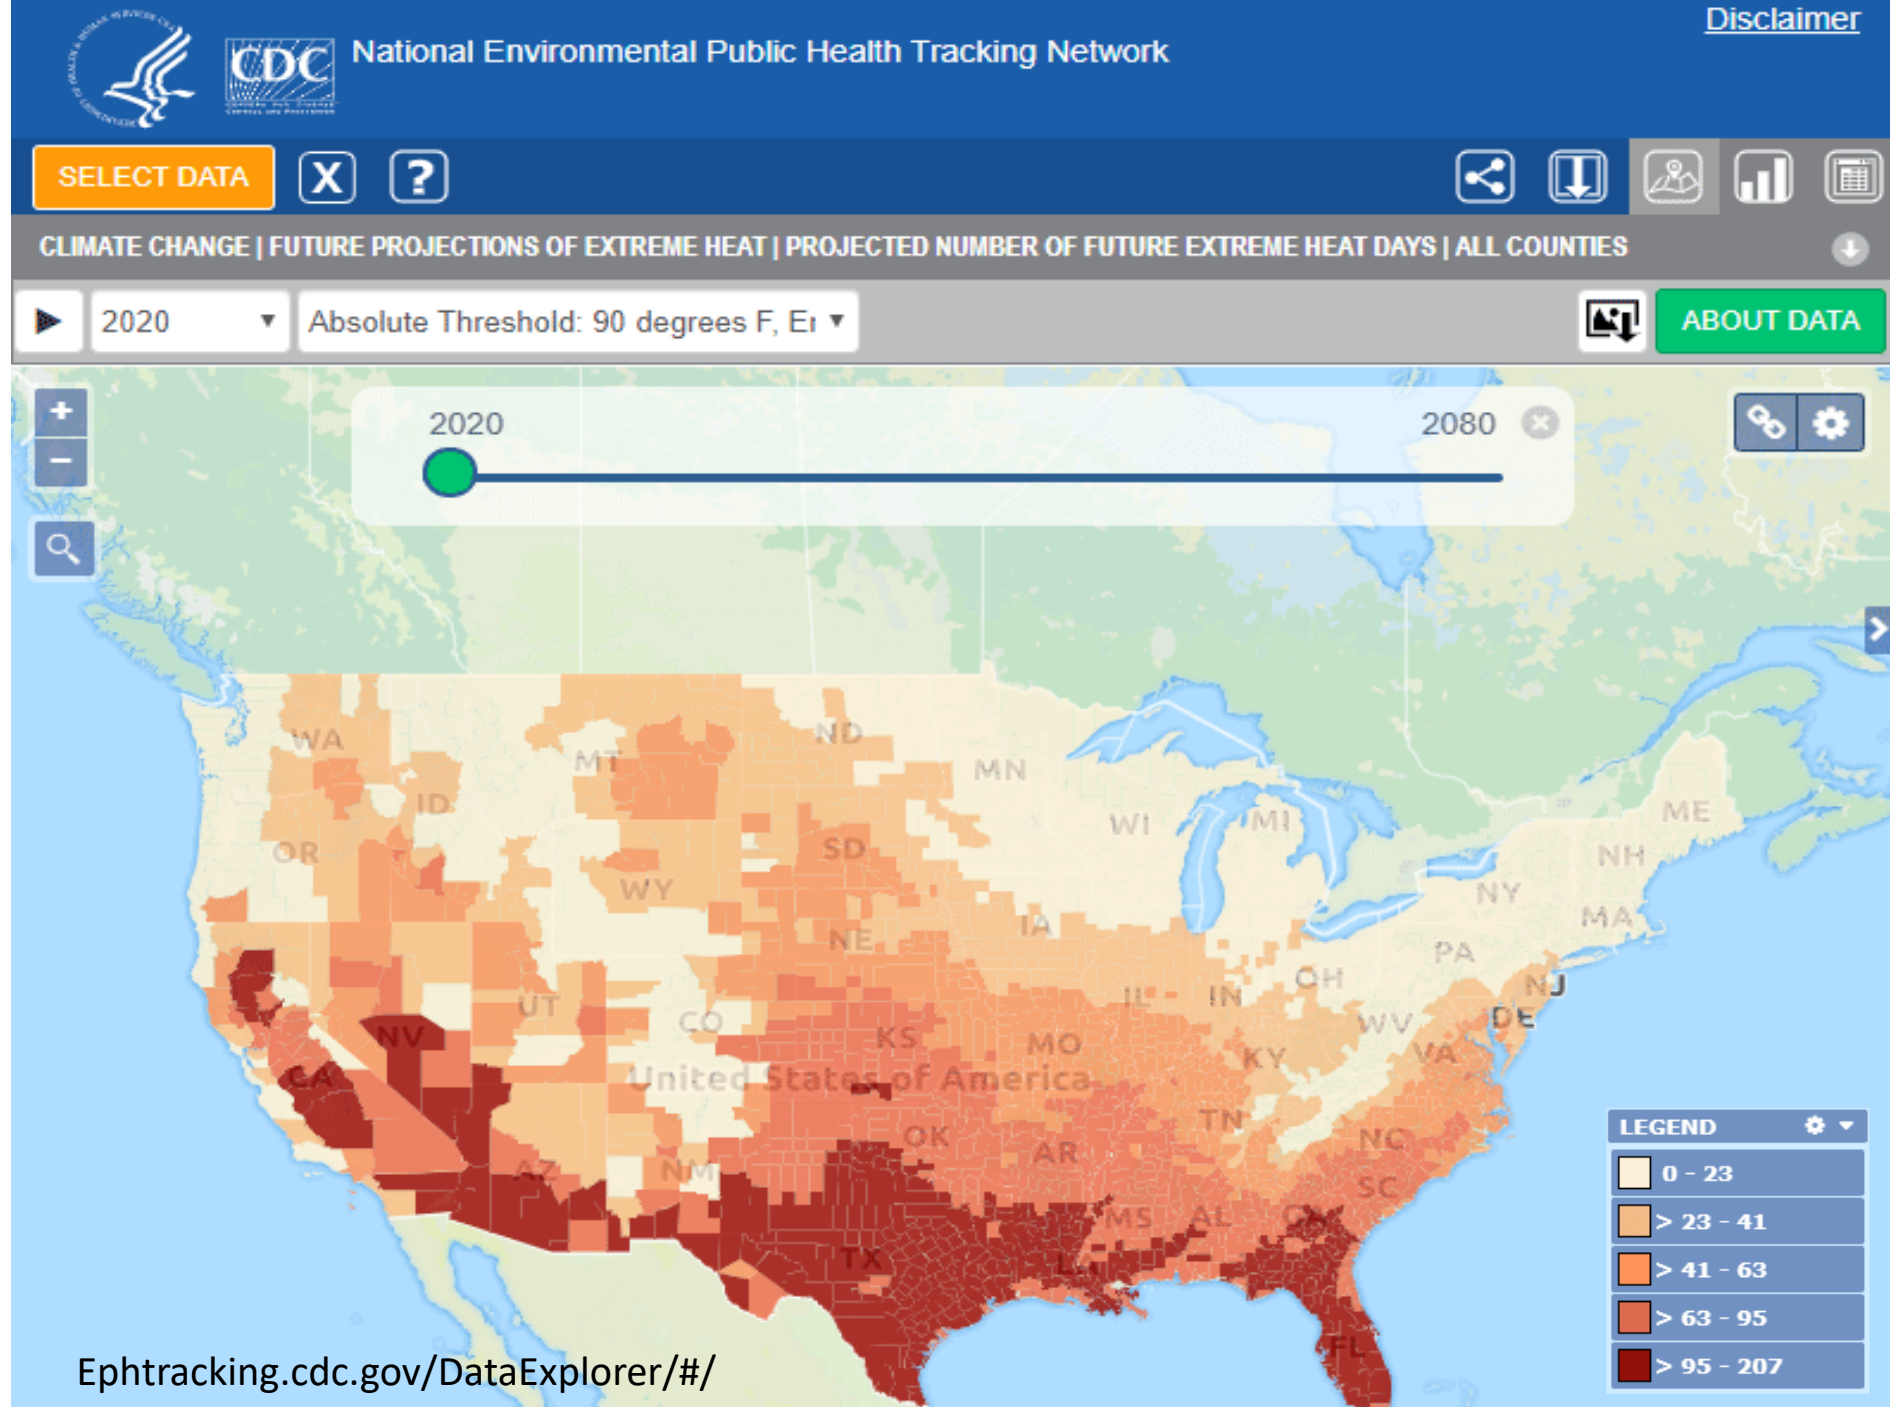 Disclaimer
CDC
National Environmental Public Health Tracking Network
SELECT DATA X ?
CLIMATE CHANGE | FUTURE PROJECTIONS OF EXTREME HEAT | PROJECTED NUMBER OF FUTURE EXTREME HEAT DAYS | ALL COUNTIES
2020 Absolute Threshold: 90 degrees F, Er
ABOUT DATA
+
−
2020 2080
WA MT ND MN
ID OR WY SD WI MI ME
NH NY MA
IA NE PA
OH NJ
UT IL IN DE
NV CO KS MO WV
KY VA
CA United States of America
TN NC
AZ NM OK AR SC
MS AL GA
TX LA
FL
LEGEND
0 - 23
> 23 - 41
> 41 - 63
> 63 - 95
> 95 - 207
Ephtracking.cdc.gov/DataExplorer/#/